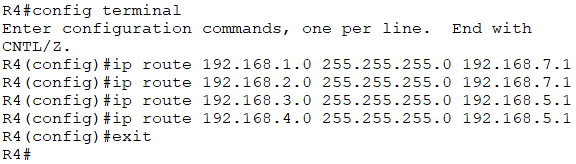 R4#config terminal
Enter configuration commands, one per line.  End with
CNTL/Z.
R4(config)#ip route 192.168.1.0 255.255.255.0 192.168.7.1
R4(config)#ip route 192.168.2.0 255.255.255.0 192.168.7.1
R4(config)#ip route 192.168.3.0 255.255.255.0 192.168.5.1
R4(config)#ip route 192.168.4.0 255.255.255.0 192.168.5.1
R4(config)#exit
R4#